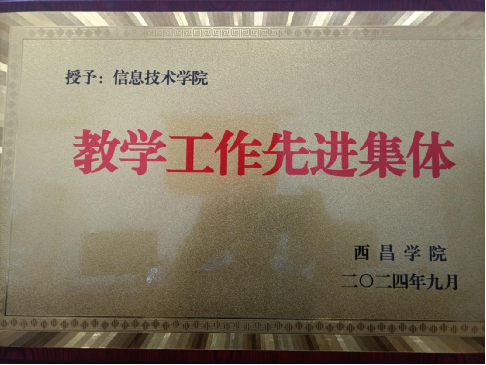 授予：信息技术学院
教学工作先进集体
西昌学院
二〇二四年九月